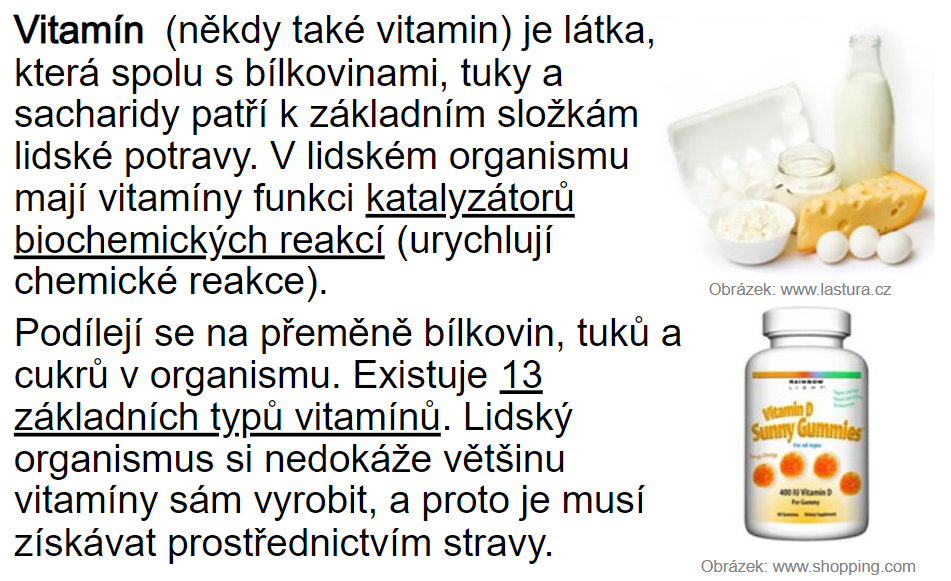 Vitamín (někdy také vitamin) je látka,
která spolu s bílkovinami, tuky a
sacharidy patří k základním složkám
lidské potravy. V lidském organismu
mají vitamíny funkci katalyzátorů
biochemických reakcí (urychlují
chemické reakce).
Podílejí se na přeměně bílkovin, tuků a
cukrů v organismu. Existuje 13
základních typů vitamínů. Lidský
organismus si nedokáže většinu
vitamíny sám vyrobit, a proto je musí
získávat prostřednictvím stravy.
Obrázek: www.lastura.cz
RAINBOW
LIGHT
Vitamin D
Sunny Gummies
For All Ages
400 IU Vitamin D
Per Gummy
Obrázek: www.shopping.com